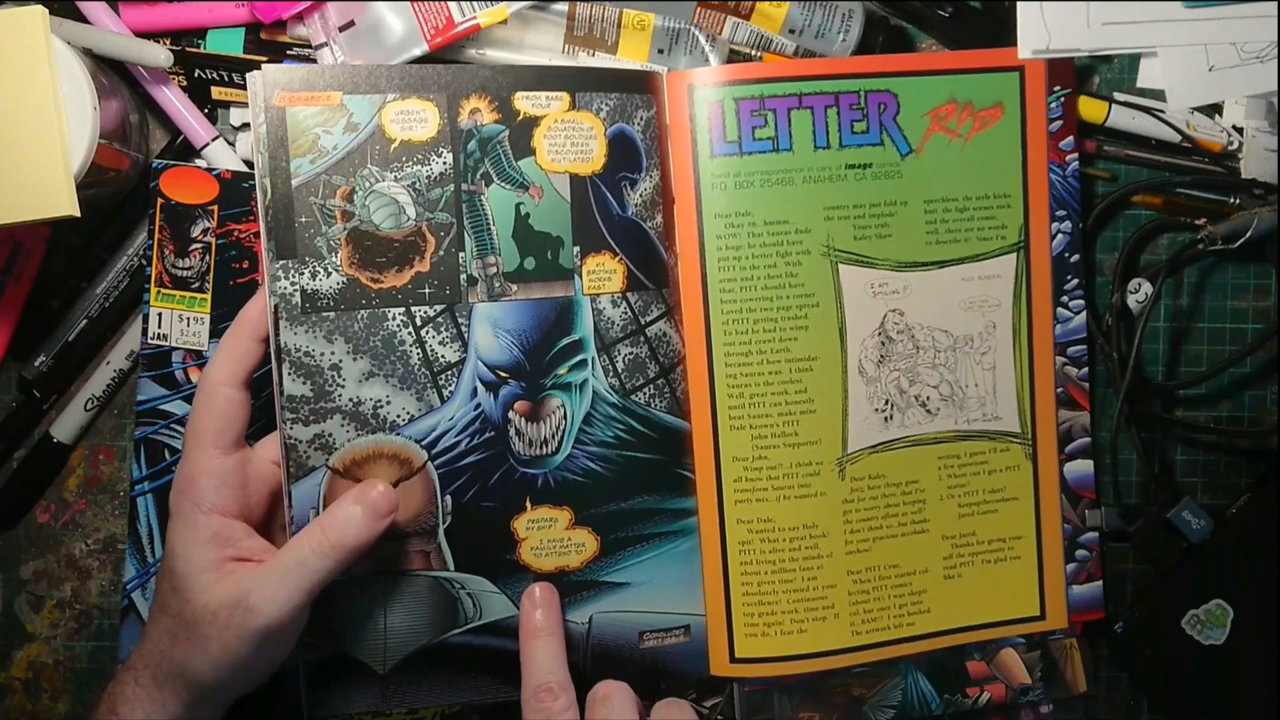 ARTE
PREMIU
TM
image
1
JAN
$1.95
$2.45
Canada
Sharpie
URGENT
MESSAGE,
SIR! —
—FROM BASE
FOUR.
A SMALL
SQUADRON OF
FOOT SOLDIERS
HAVE BEEN
DISCOVERED
MUTILATED!
MY
BROTHER
WORKS
FAST..
PREPARE
MY SHIP!
I HAVE A
FAMILY MATTER
TO ATTEND TO!
CONCLUDED
NEXT ISSUE
LETTER RIP
Send all correspondence in care of image comics
P.O. BOX 25468, ANAHEIM, CA 92825
Dear Dale,
Okay
WOW! That Sauras dude
is huge; he should have
put up a better fight with
PITT in the end. With
arms and a chest like
that, PITT should have
been cowering in a corner.
Loved the two page spread
of PITT getting trashed.
To bad he had to wimp
out and crawl down
through the Earth,
because of how intimidat-
ing Sauras was. I think
Sauras is the coolest.
Well, great work, and
until PITT can honestly
beat Sauras, make mine
Dale Keown's PITT
John Hallock
(Sauras Supporter)
Dear John,
Wimp out?!...I think we
all know that PITT could
transform Sauras into
party mix...if he wanted to.
Dear Dale,
Wanted to say Holy
spit! What a great book!
PITT is alive and well,
and living in the minds of
about a million fans at
any given time! I am
absolutely stymied at your
excellence! Continuous
top grade work, time and
time again! Don't stop. If
you do, I fear the
country may just fold up
the tent and implode!
Yours truly,
Kaley Shaw
I AM
SMILING!!
Dear Kaley,
Jeez, have things gone
that far out there, that I've
got to worry about keeping
the country afloat as well?
I don't think so...but thanks
for your gracious accolades
anyhow!
Dear PITT Crue,
When I first started col-
lecting PITT comics
(about #4), I was skepti
cal, but once I got into
it...BAM!!! I was hooked.
The artwork left me
speechless, the style kicks
butt, the fight scenes rock,
and the overall comic,
well...there are no words
to describe it! Since I'm
writing, I guess I'll ask
a few questions:
1. Where can I get a PITT
statue?
2. Or a PITT T-shirt?
Keepupthecoolness,
Jared Garnes
Dear Jared,
Thanks for giving your-
self the opportunity to
read PITT. I'm glad you
like it.